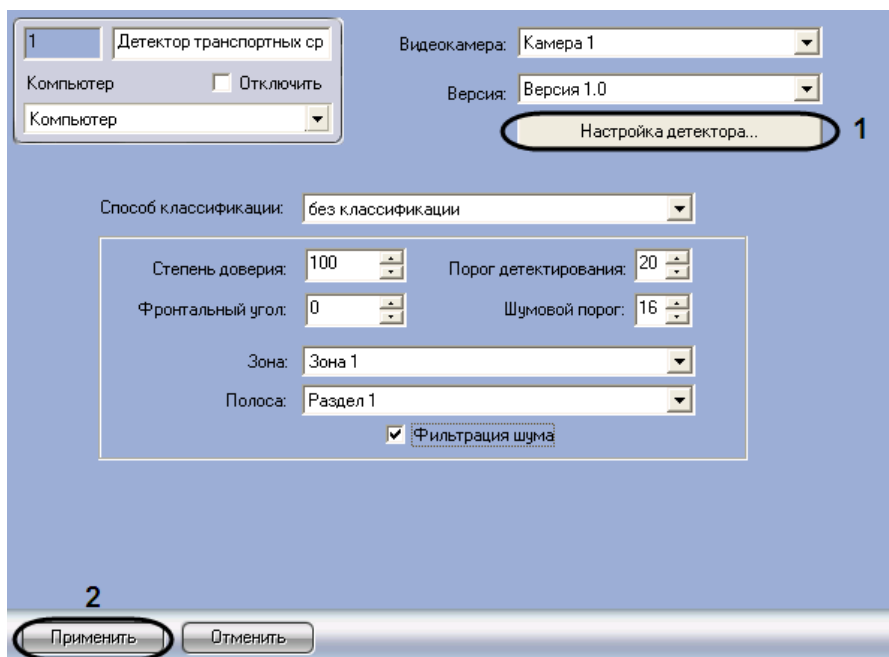 1 Детектор транспортных ср
Компьютер Отключить
Компьютер
Видеокамера: Камера 1
Версия: Версия 1.0
Настройка детектора... 1
Способ классификации: без классификации
Степень доверия: 100 Порог детектирования: 20
Фронтальный угол: 0 Шумовой порог: 16
Зона: Зона 1
Полоса: Раздел 1
Фильтрация шума
2
Применить Отменить